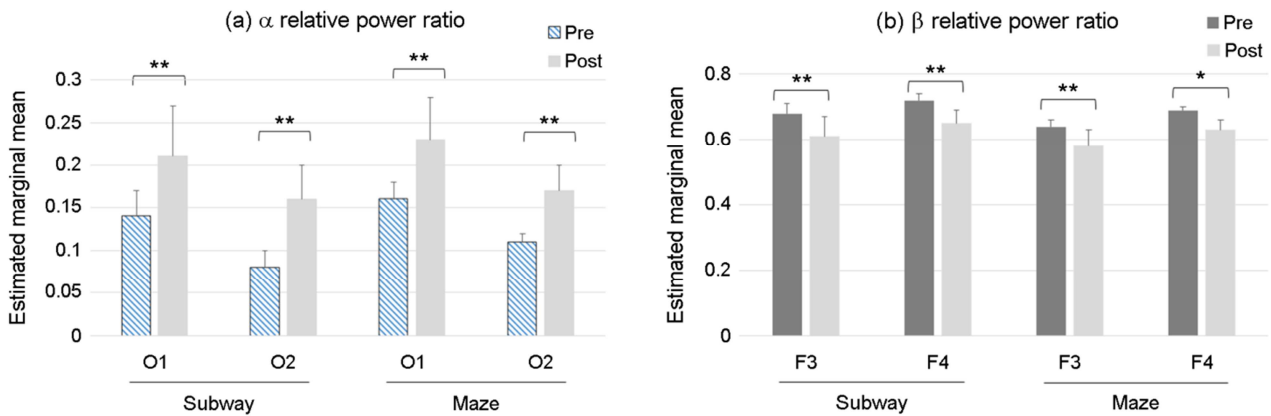 (a) α relative power ratio
Pre
Post
Estimated marginal mean
0.3
0.25
0.2
0.15
0.1
0.05
0
**
**
**
**
O1 O2 O1 O2
Subway Maze
(b) β relative power ratio
Pre
Post
Estimated marginal mean
0.8
0.6
0.4
0.2
0
**
**
**
*
F3 F4 F3 F4
Subway Maze